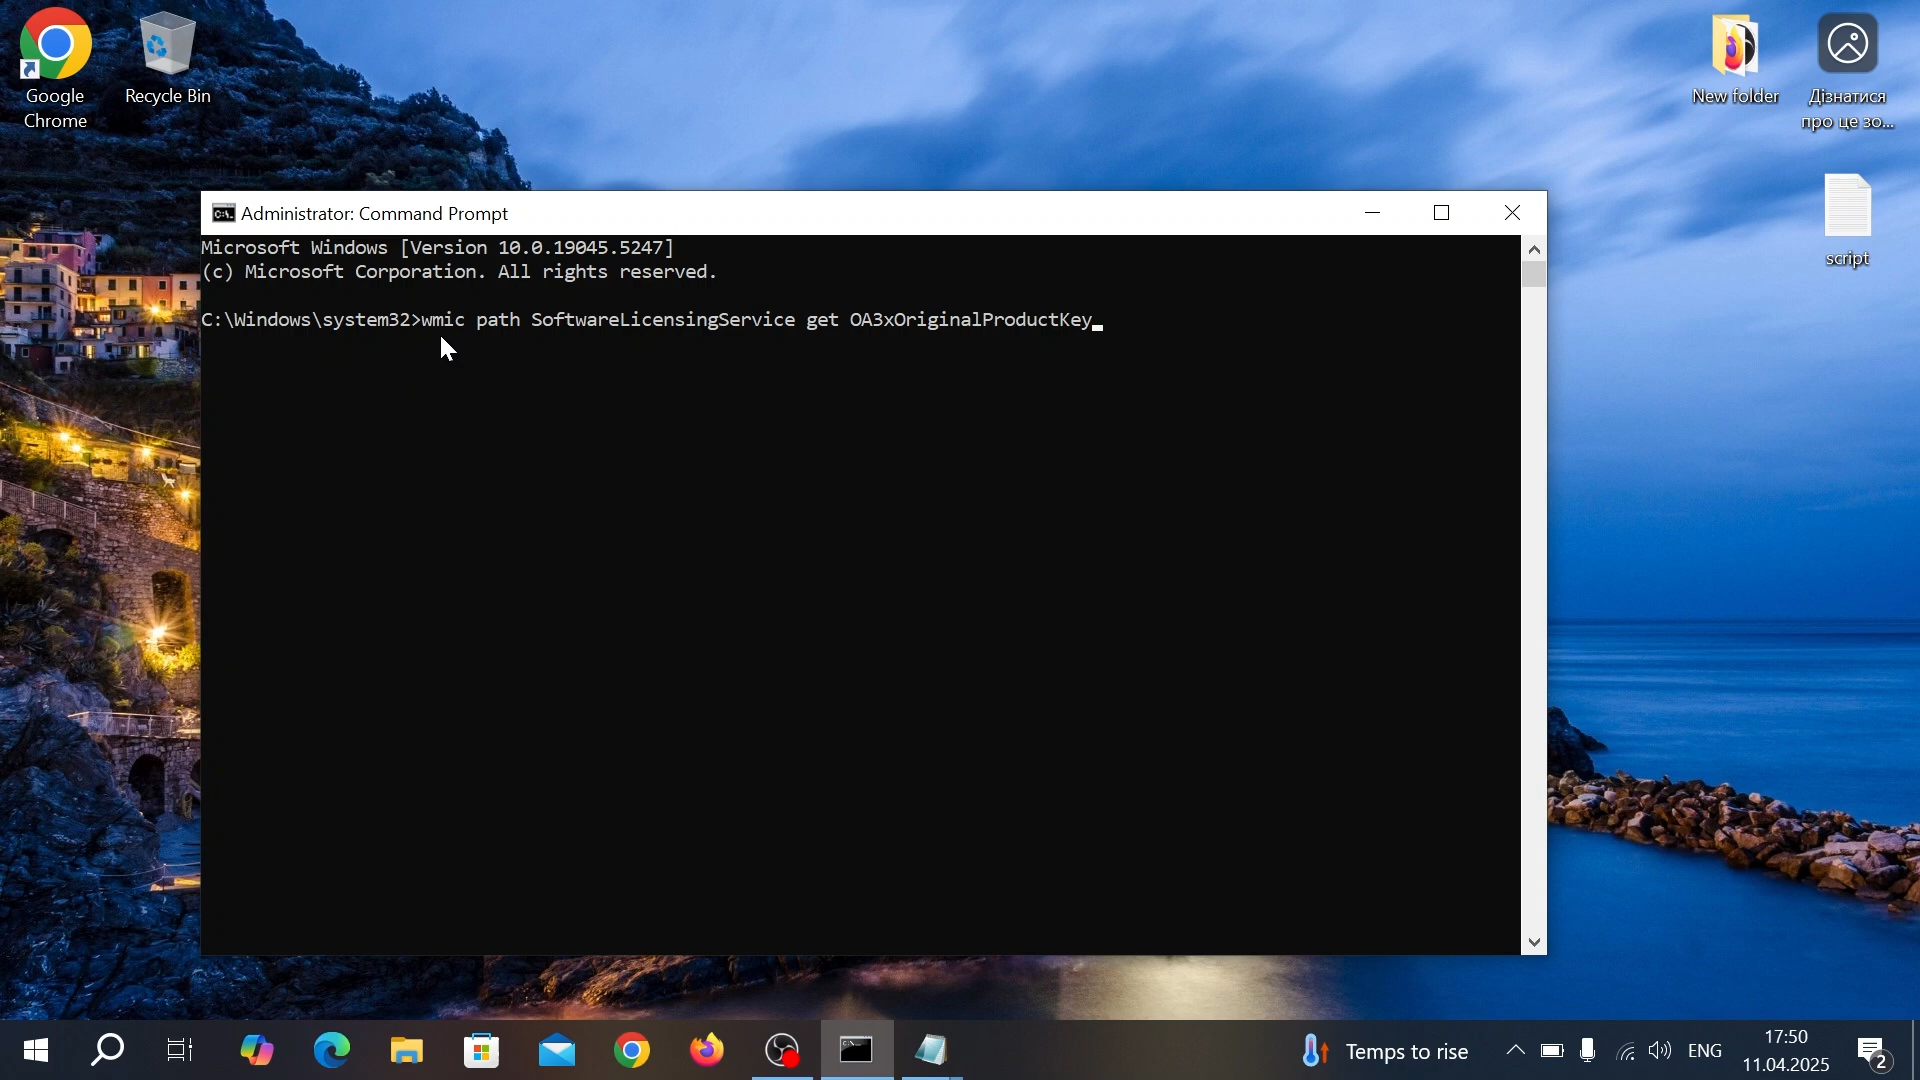 Google
Chrome
Recycle Bin
New folder
Дізнатися
про це зо...
script
Administrator: Command Prompt
Microsoft Windows [Version 10.0.19045.5247]
(c) Microsoft Corporation. All rights reserved.
C:\Windows\system32>wmic path SoftwareLicensingService get OA3xOriginalProductKey
Temps to rise
ENG
17:50
11.04.2025
2